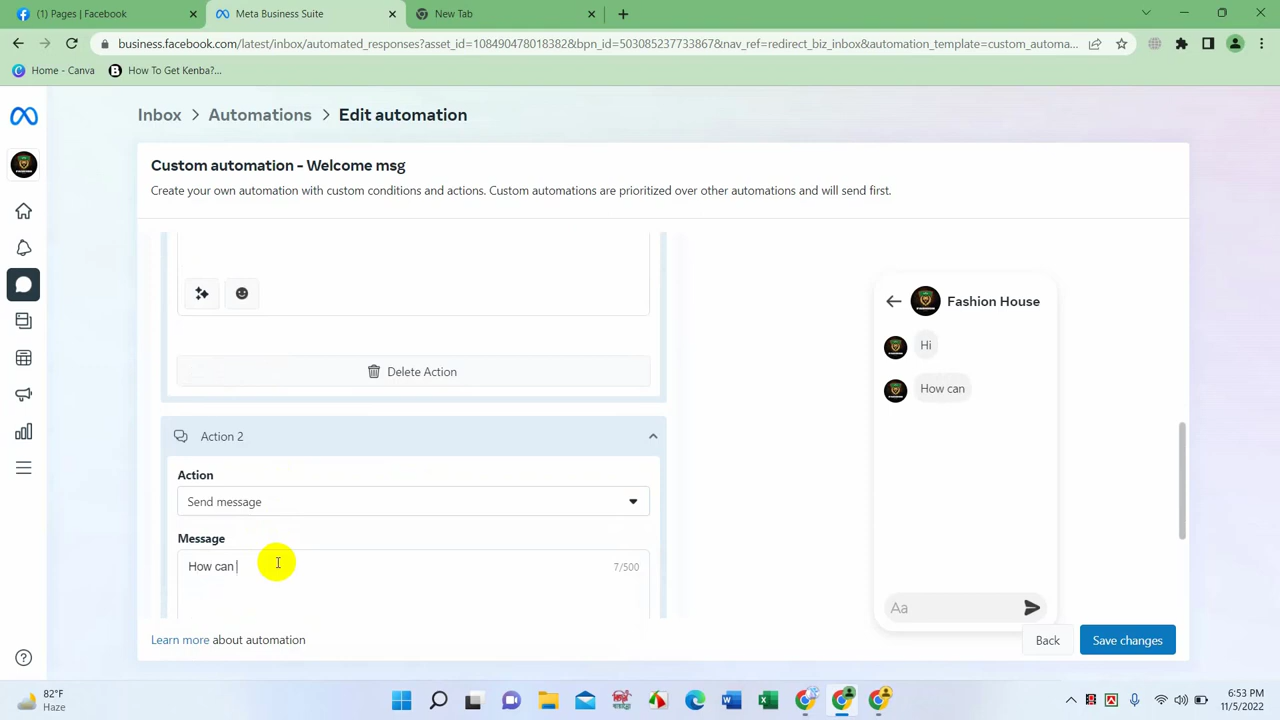 (1) Pages | Facebook
Meta Business Suite
New Tab
business.facebook.com/latest/inbox/automated_responses?asset_id=108490478018382&bpn_id=503085237733867&nav_ref=redirect_biz_inbox&automation_template=custom_automa...
Home - Canva
How To Get Kenba?...
Inbox > Automations > Edit automation
Custom automation - Welcome msg
Create your own automation with custom conditions and actions. Custom automations are prioritized over other automations and will send first.
Fashion House
Hi
Delete Action
How can
Action 2
Action
Send message
Message
How can
7/500
Aa
Learn more about automation
Back
Save changes
82°F
Haze
6:53 PM
11/5/2022